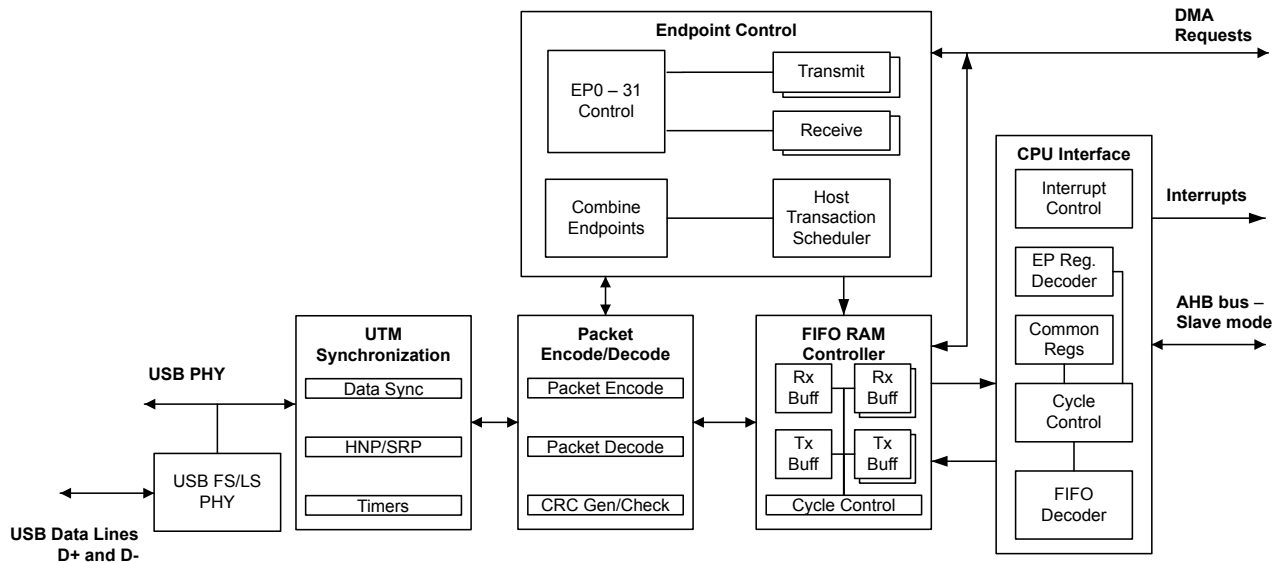 DMA
Requests
Endpoint Control
EP0 – 31
Control
Transmit
Receive
Combine
Endpoints
Host
Transaction
Scheduler
CPU Interface
Interrupt
Control
Interrupts
EP Reg.
Decoder
AHB bus –
Slave mode
Common
Regs
Cycle
Control
FIFO
Decoder
UTM
Synchronization
Data Sync
HNP/SRP
Timers
Packet
Encode/Decode
Packet Encode
Packet Decode
CRC Gen/Check
FIFO RAM
Controller
Rx
Buff
Rx
Buff
Tx
Buff
Tx
Buff
Cycle Control
USB PHY
USB FS/LS
PHY
USB Data Lines
D+ and D-